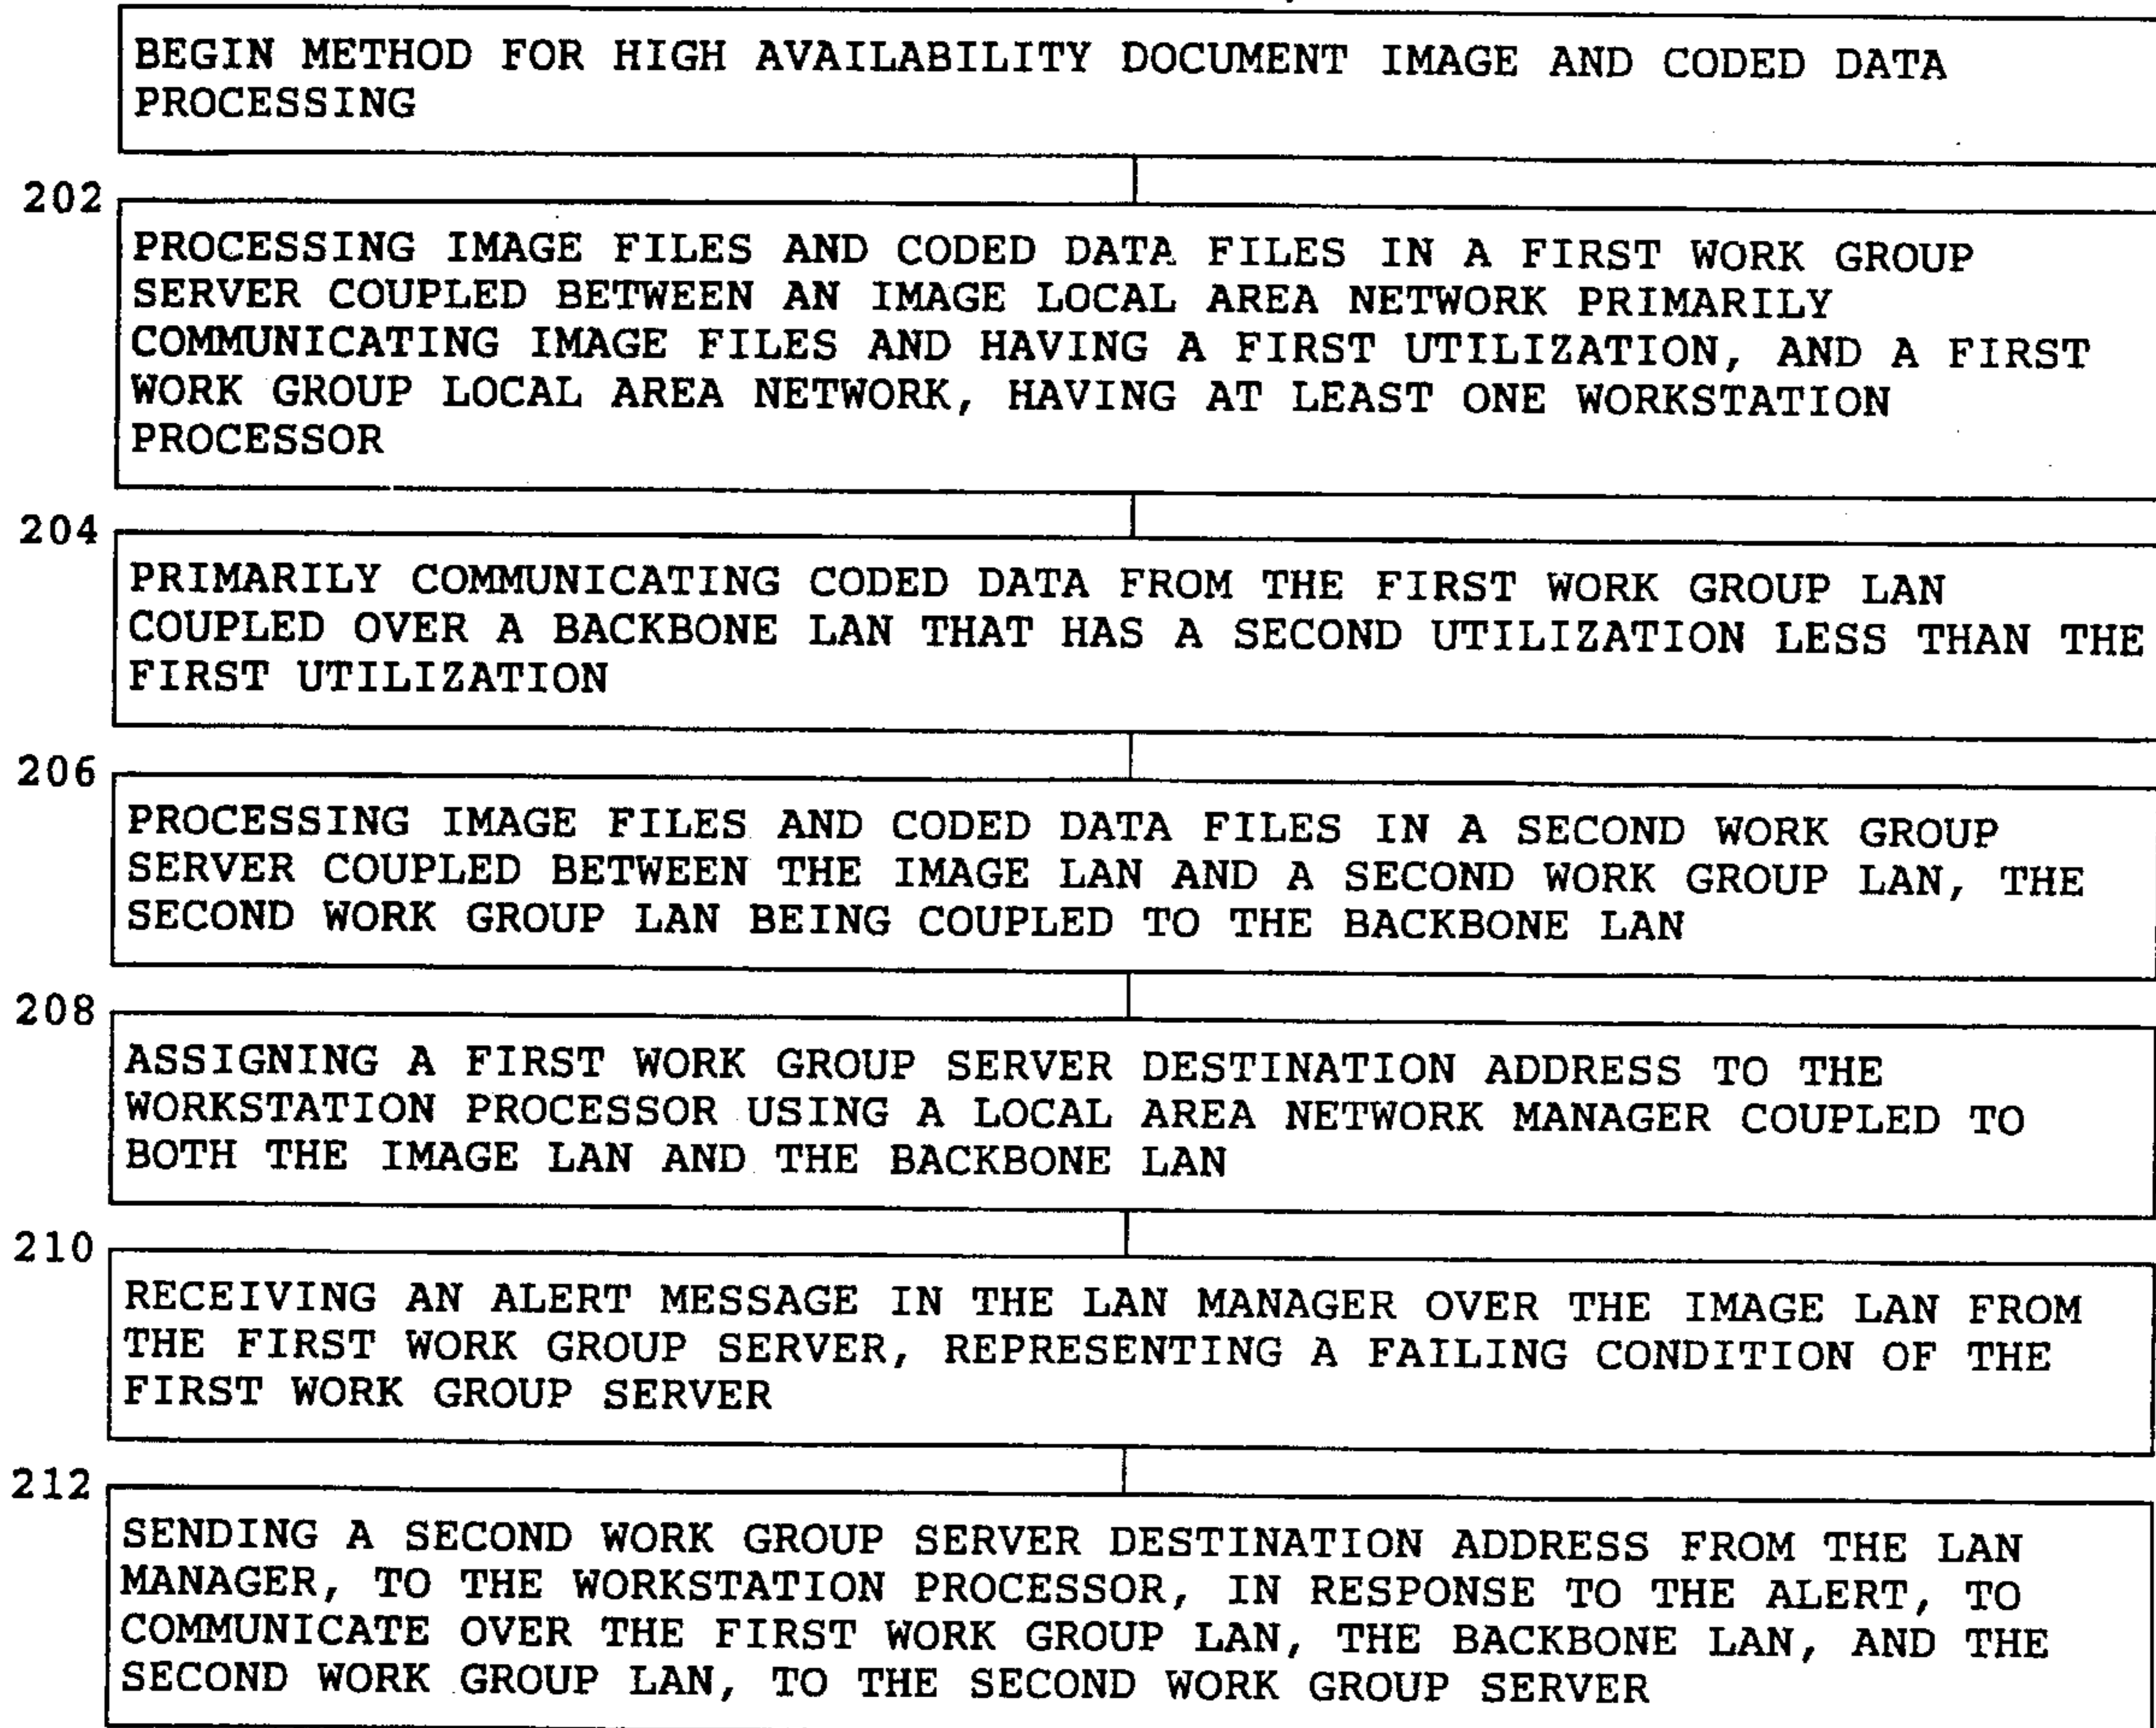 BEGIN METHOD FOR HIGH AVAILABILITY DOCUMENT IMAGE AND CODED DATA
PROCESSING
202
PROCESSING IMAGE FILES AND CODED DATA FILES IN A FIRST WORK GROUP
SERVER COUPLED BETWEEN AN IMAGE LOCAL AREA NETWORK PRIMARILY
COMMUNICATING IMAGE FILES AND HAVING A FIRST UTILIZATION, AND A FIRST
WORK GROUP LOCAL AREA NETWORK, HAVING AT LEAST ONE WORKSTATION
PROCESSOR
204
PRIMARILY COMMUNICATING CODED DATA FROM THE FIRST WORK GROUP LAN
COUPLED OVER A BACKBONE LAN THAT HAS A SECOND UTILIZATION LESS THAN THE
FIRST UTILIZATION
206
PROCESSING IMAGE FILES AND CODED DATA FILES IN A SECOND WORK GROUP
SERVER COUPLED BETWEEN THE IMAGE LAN AND A SECOND WORK GROUP LAN, THE
SECOND WORK GROUP LAN BEING COUPLED TO THE BACKBONE LAN
208
ASSIGNING A FIRST WORK GROUP SERVER DESTINATION ADDRESS TO THE
WORKSTATION PROCESSOR USING A LOCAL AREA NETWORK MANAGER COUPLED TO
BOTH THE IMAGE LAN AND THE BACKBONE LAN
210
RECEIVING AN ALERT MESSAGE IN THE LAN MANAGER OVER THE IMAGE LAN FROM
THE FIRST WORK GROUP SERVER, REPRESENTING A FAILING CONDITION OF THE
FIRST WORK GROUP SERVER
212
SENDING A SECOND WORK GROUP SERVER DESTINATION ADDRESS FROM THE LAN
MANAGER, TO THE WORKSTATION PROCESSOR, IN RESPONSE TO THE ALERT, TO
COMMUNICATE OVER THE FIRST WORK GROUP LAN, THE BACKBONE LAN, AND THE
SECOND WORK GROUP LAN, TO THE SECOND WORK GROUP SERVER